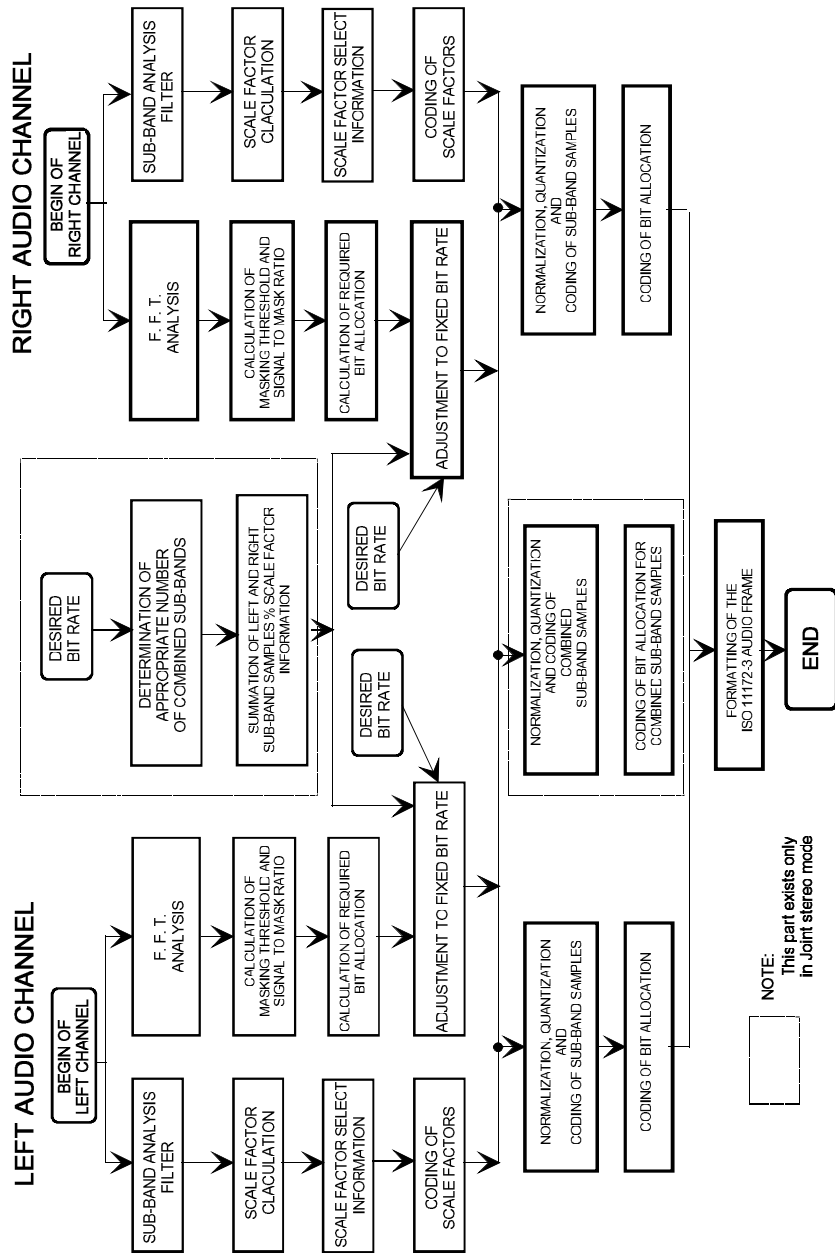 LEFT AUDIO CHANNEL
RIGHT AUDIO CHANNEL
BEGIN OF
LEFT CHANNEL
DESIRED
BIT RATE
BEGIN OF
RIGHT CHANNEL
SUB-BAND ANALYSIS
FILTER
F. F. T.
ANALYSIS
DETERMINATION OF
APPROPRIATE NUMBER
OF COMBINED SUB-BANDS
F. F. T.
ANALYSIS
SUB-BAND ANALYSIS
FILTER
SCALE FACTOR
CLACULATION
CALCULATION OF
MASKING THRESHOLD AND
SIGNAL TO MASK RATIO
SUMMATION OF LEFT AND RIGHT
SUB-BAND SAMPLES % SCALE FACTOR
INFORMATION
CALCULATION OF
MASKING THRESHOLD AND
SIGNAL TO MASK RATIO
SCALE FACTOR
CLACULATION
SCALE FACTOR SELECT
INFORMATION
CALCULATION OF REQUIRED
BIT ALLOCATION
DESIRED
BIT RATE
DESIRED
BIT RATE
CALCULATION OF REQUIRED
BIT ALLOCATION
SCALE FACTOR SELECT
INFORMATION
CODING OF
SCALE FACTORS
ADJUSTMENT TO FIXED BIT RATE
ADJUSTMENT TO FIXED BIT RATE
CODING OF
SCALE FACTORS
NORMALIZATION, QUANTIZATION
AND
CODING OF SUB-BAND SAMPLES
NORMALIZATION, QUANTIZATION
AND CODING OF
COMBINED
SUB-BAND SAMPLES
NORMALIZATION, QUANTIZATION
AND
CODING OF SUB-BAND SAMPLES
CODING OF BIT ALLOCATION
CODING OF BIT ALLOCATION FOR
COMBINED SUB-BAND SAMPLES
CODING OF BIT ALLOCATION
FORMATTING OF THE
ISO 11172-3 AUDIO FRAME
END
NOTE:
This part exists only
in Joint stereo mode